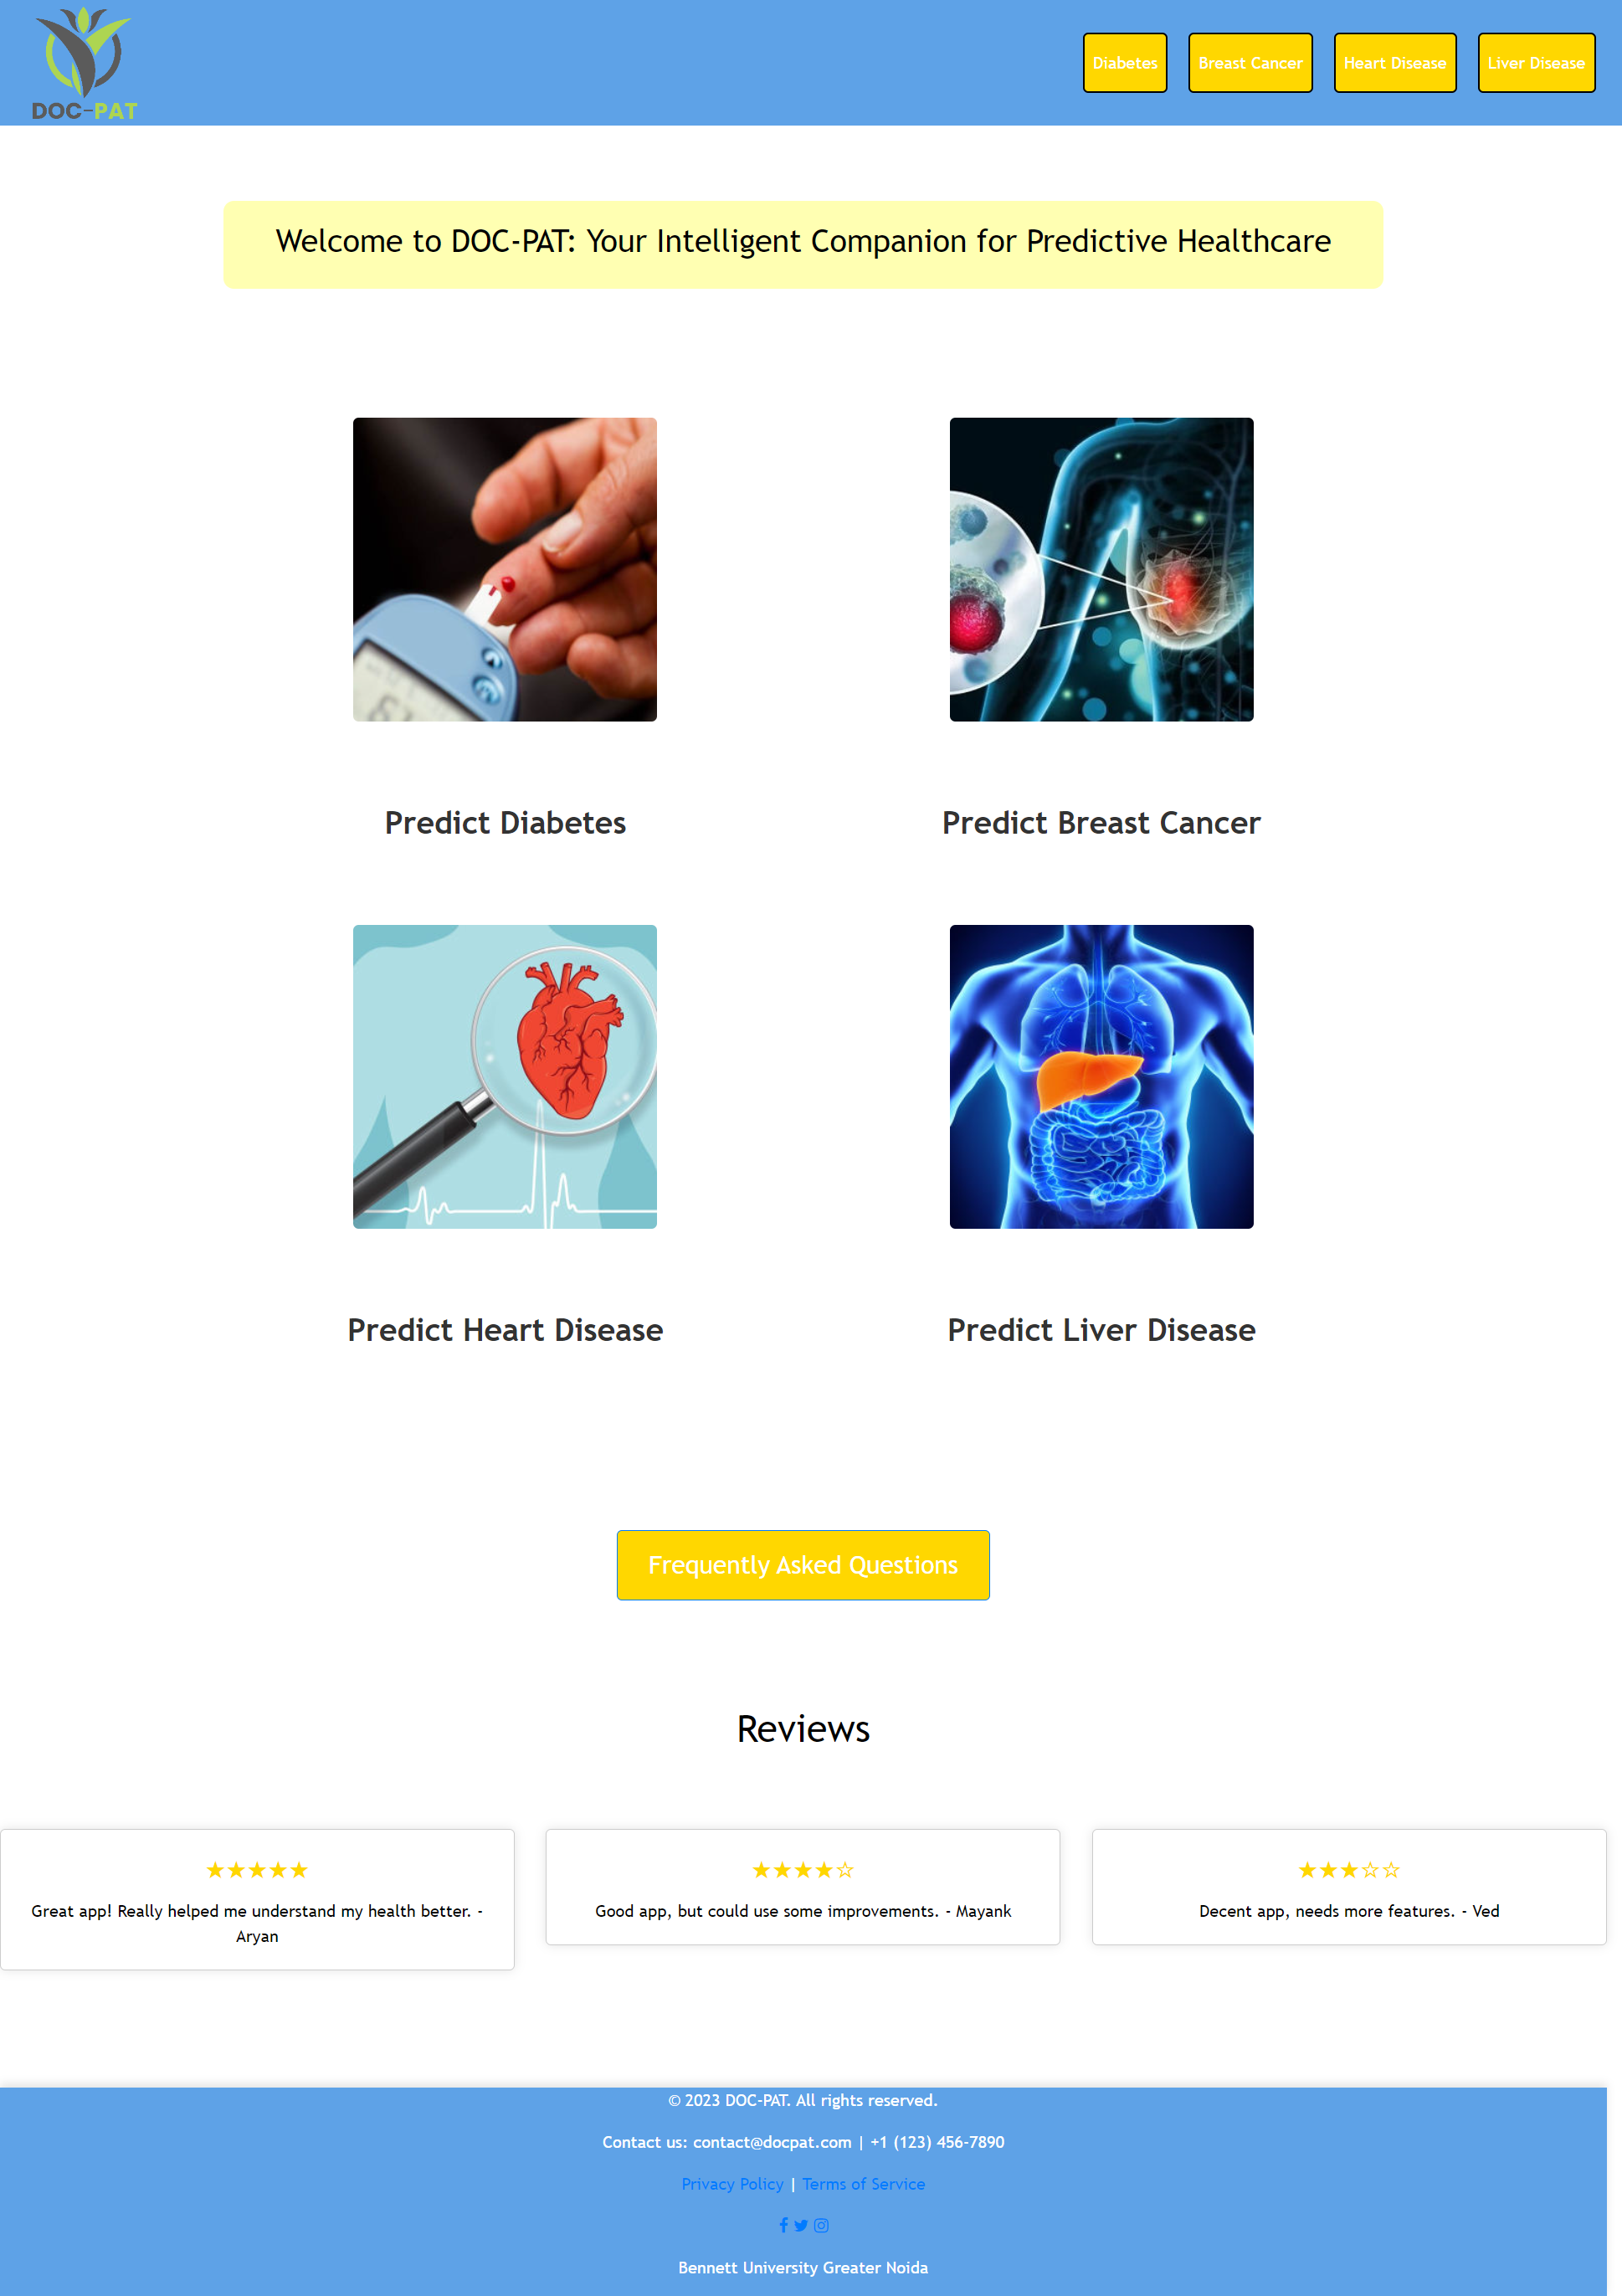 DOC-PAT
Diabetes
Breast Cancer
Heart Disease
Liver Disease
Welcome to DOC-PAT: Your Intelligent Companion for Predictive Healthcare
Predict Diabetes
Predict Breast Cancer
Predict Heart Disease
Predict Liver Disease
Frequently Asked Questions
Reviews
★★★★★
Great app! Really helped me understand my health better. -
Aryan
★★★★☆
Good app, but could use some improvements. - Mayank
★★★☆☆
Decent app, needs more features. - Ved
© 2023 DOC-PAT. All rights reserved.
Contact us: contact@docpat.com | +1 (123) 456-7890
Privacy Policy | Terms of Service
Bennett University Greater Noida